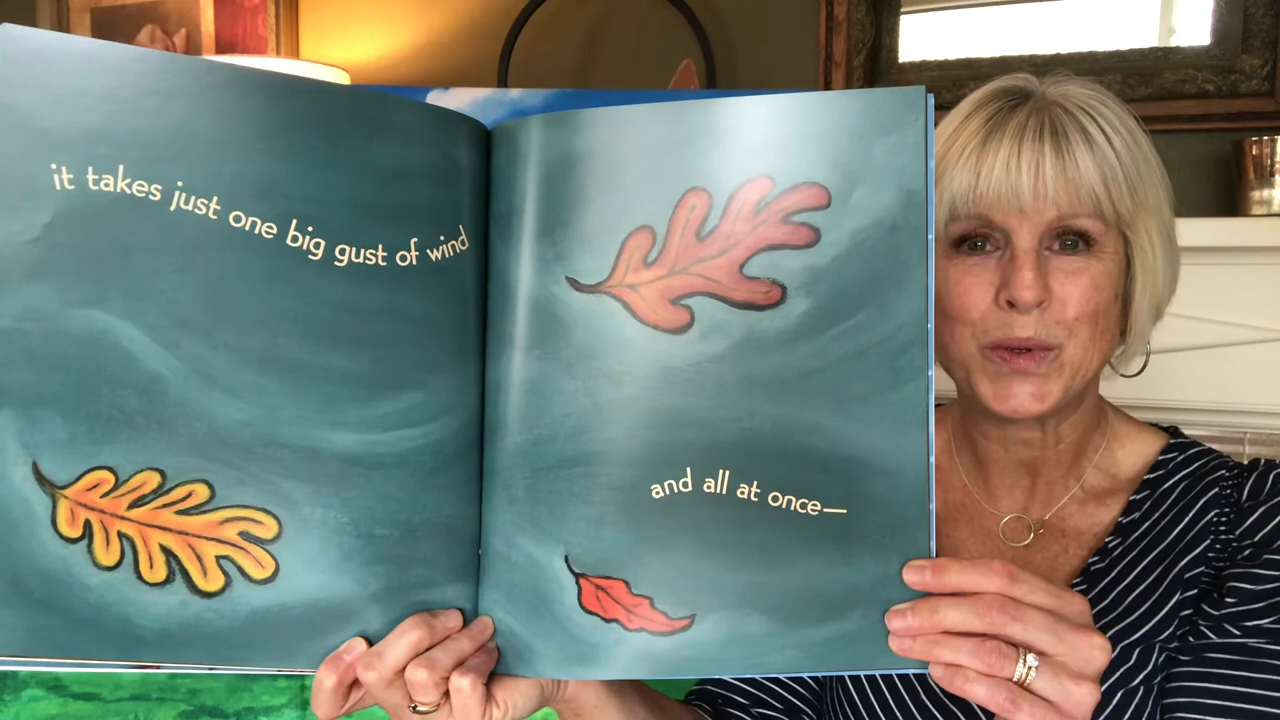 it takes just one big gust of wind
and all at once—